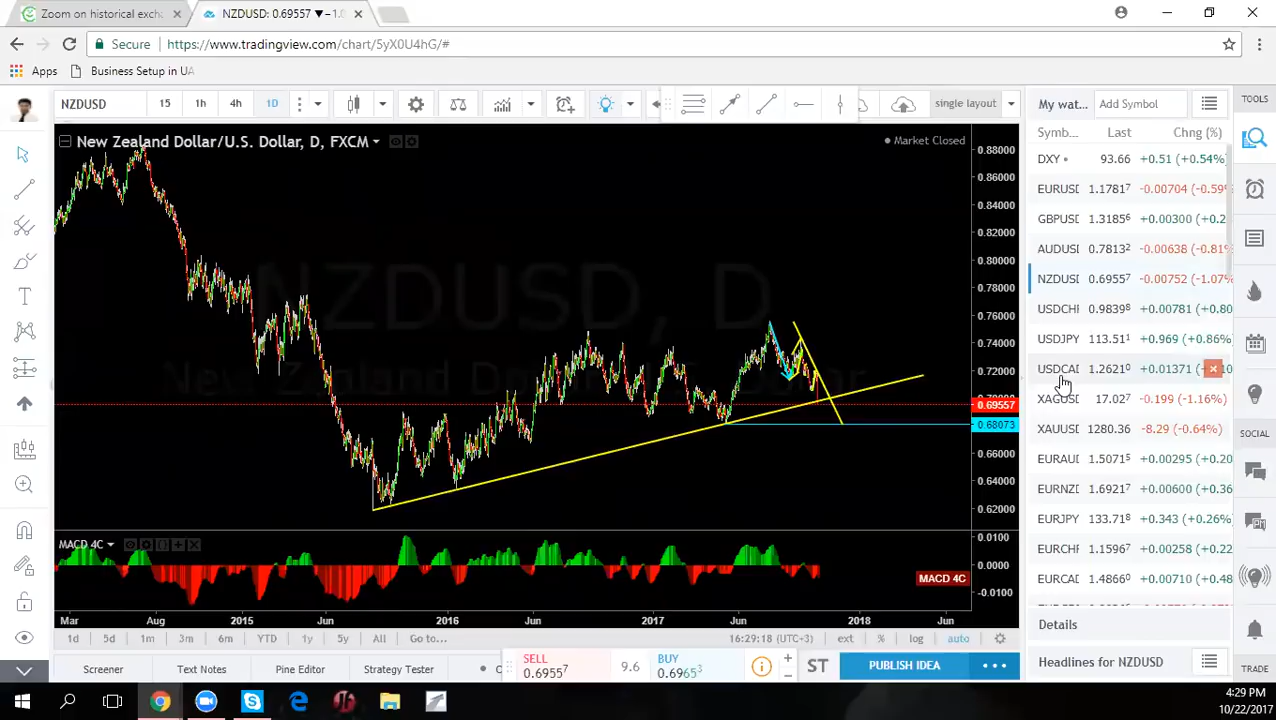 Zoom on historical exch
NZDUSD: 0.69557 ▼ −1.0
Secure https://www.tradingview.com/chart/5yX0U4hG/#
Apps Business Setup in UA
NZDUSD 15 1h 4h 1D single layout My wat... Add Symbol TOOLS
New Zealand Dollar/U.S. Dollar, D, FXCM Market Closed
Symb... Last Chng (%)
DXY 93.66 +0.51 (+0.54%
EURUSD 1.17817 -0.00704 (-0.59%
GBPUSD 1.31856 +0.00300 (+0.2
AUDUSD 0.78132 -0.00638 (-0.81%
NZDUSD 0.69557 -0.00752 (-1.07%
USDCHF 0.98398 +0.00781 (+0.80
USDJPY 113.511 +0.969 (+0.86%
USDCAD 1.26210 +0.01371
XAGUSD 17.027 -0.199 (-1.16%)
XAUUSD 1280.36 -8.29 (-0.64%)
EURAUD 1.50715 +0.00295 (+0.20
EURNZD 1.69217 +0.00600 (+0.36
EURJPY 133.718 +0.343 (+0.26%
EURCHF 1.15967 +0.00258 (+0.22
EURCAD 1.48660 +0.00710 (+0.48
SOCIAL
Details
Headlines for NZDUSD
TRADE
NZDUSD, D
New Zealand Dollar/U.S. Dollar
0.88000
0.86000
0.84000
0.82000
0.80000
0.78000
0.76000
0.74000
0.72000
0.69557
0.68073
0.66000
0.64000
0.62000
MACD 4C
0.0100
0.0000
MACD 4C
-0.0100
Mar Aug 2015 Jun 2016 Jun 2017 Jun 2018 Jun
1d 5d 1m 3m 6m YTD 1y 5y All Go to... 16:29:18 (UTC+3) ext % log auto
Screener Text Notes Pine Editor Strategy Tester
SELL
0.69557
9.6
BUY
0.69653
ST
PUBLISH IDEA
4:29 PM
10/22/2017